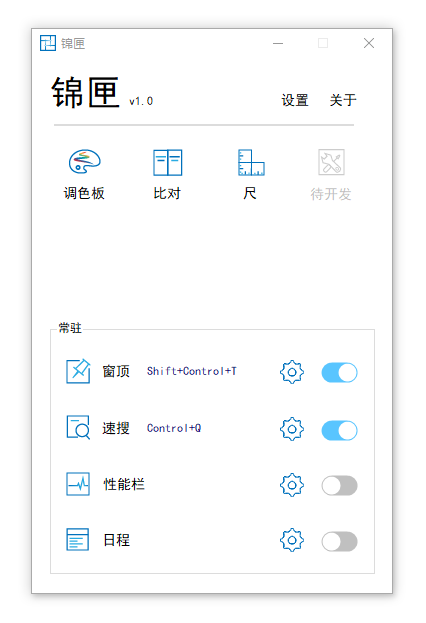 锦匣
锦匣 v1.0 设置 关于
调色板 比对 尺 待开发
常驻
窗顶 Shift+Control+T
速搜 Control+Q
性能栏
日程